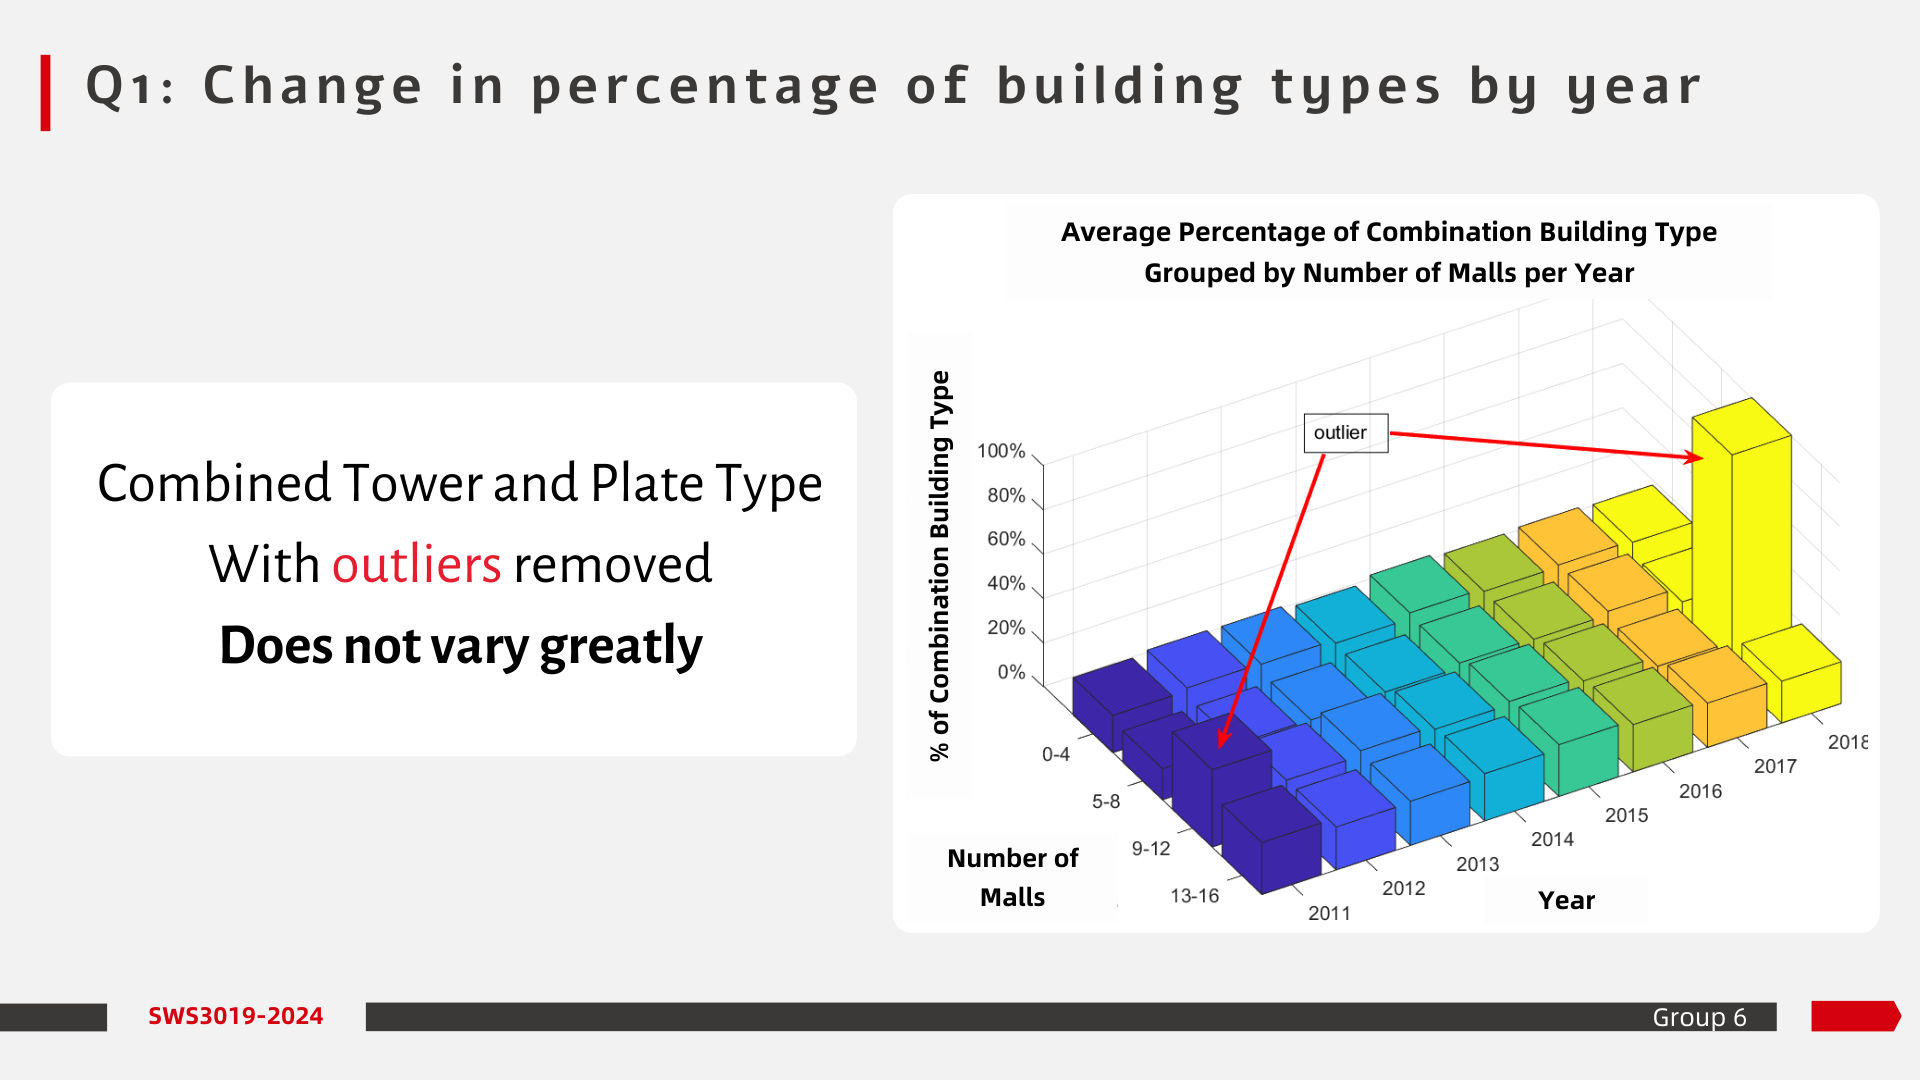 Q1: Change in percentage of building types by year
Combined Tower and Plate Type
With outliers removed
Does not vary greatly
Average Percentage of Combination Building Type
Grouped by Number of Malls per Year
% of Combination Building Type
100%
80%
60%
40%
20%
0%
outlier
0-4
5-8
9-12
13-16
Number of
Malls
2011
2012
2013
2014
2015
2016
2017
2018
Year
SWS3019-2024
Group 6